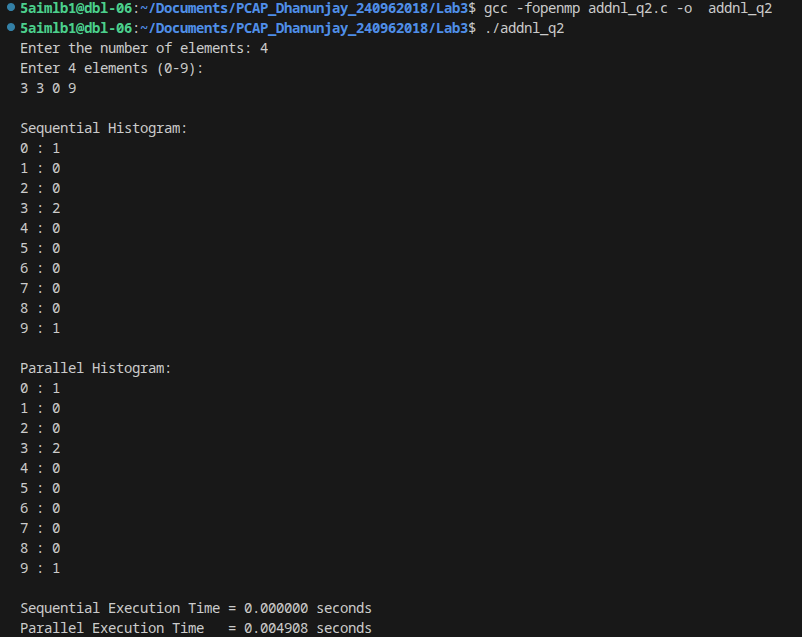 5aimlb1@dbl-06:~/Documents/PCAP_Dhanunjay_240962018/Lab3$ gcc -fopenmp addnl_q2.c -o  addnl_q2
5aimlb1@dbl-06:~/Documents/PCAP_Dhanunjay_240962018/Lab3$ ./addnl_q2
Enter the number of elements: 4
Enter 4 elements (0-9):
3 3 0 9

Sequential Histogram:
0 : 1
1 : 0
2 : 0
3 : 2
4 : 0
5 : 0
6 : 0
7 : 0
8 : 0
9 : 1

Parallel Histogram:
0 : 1
1 : 0
2 : 0
3 : 2
4 : 0
5 : 0
6 : 0
7 : 0
8 : 0
9 : 1

Sequential Execution Time = 0.000000 seconds
Parallel Execution Time   = 0.004908 seconds